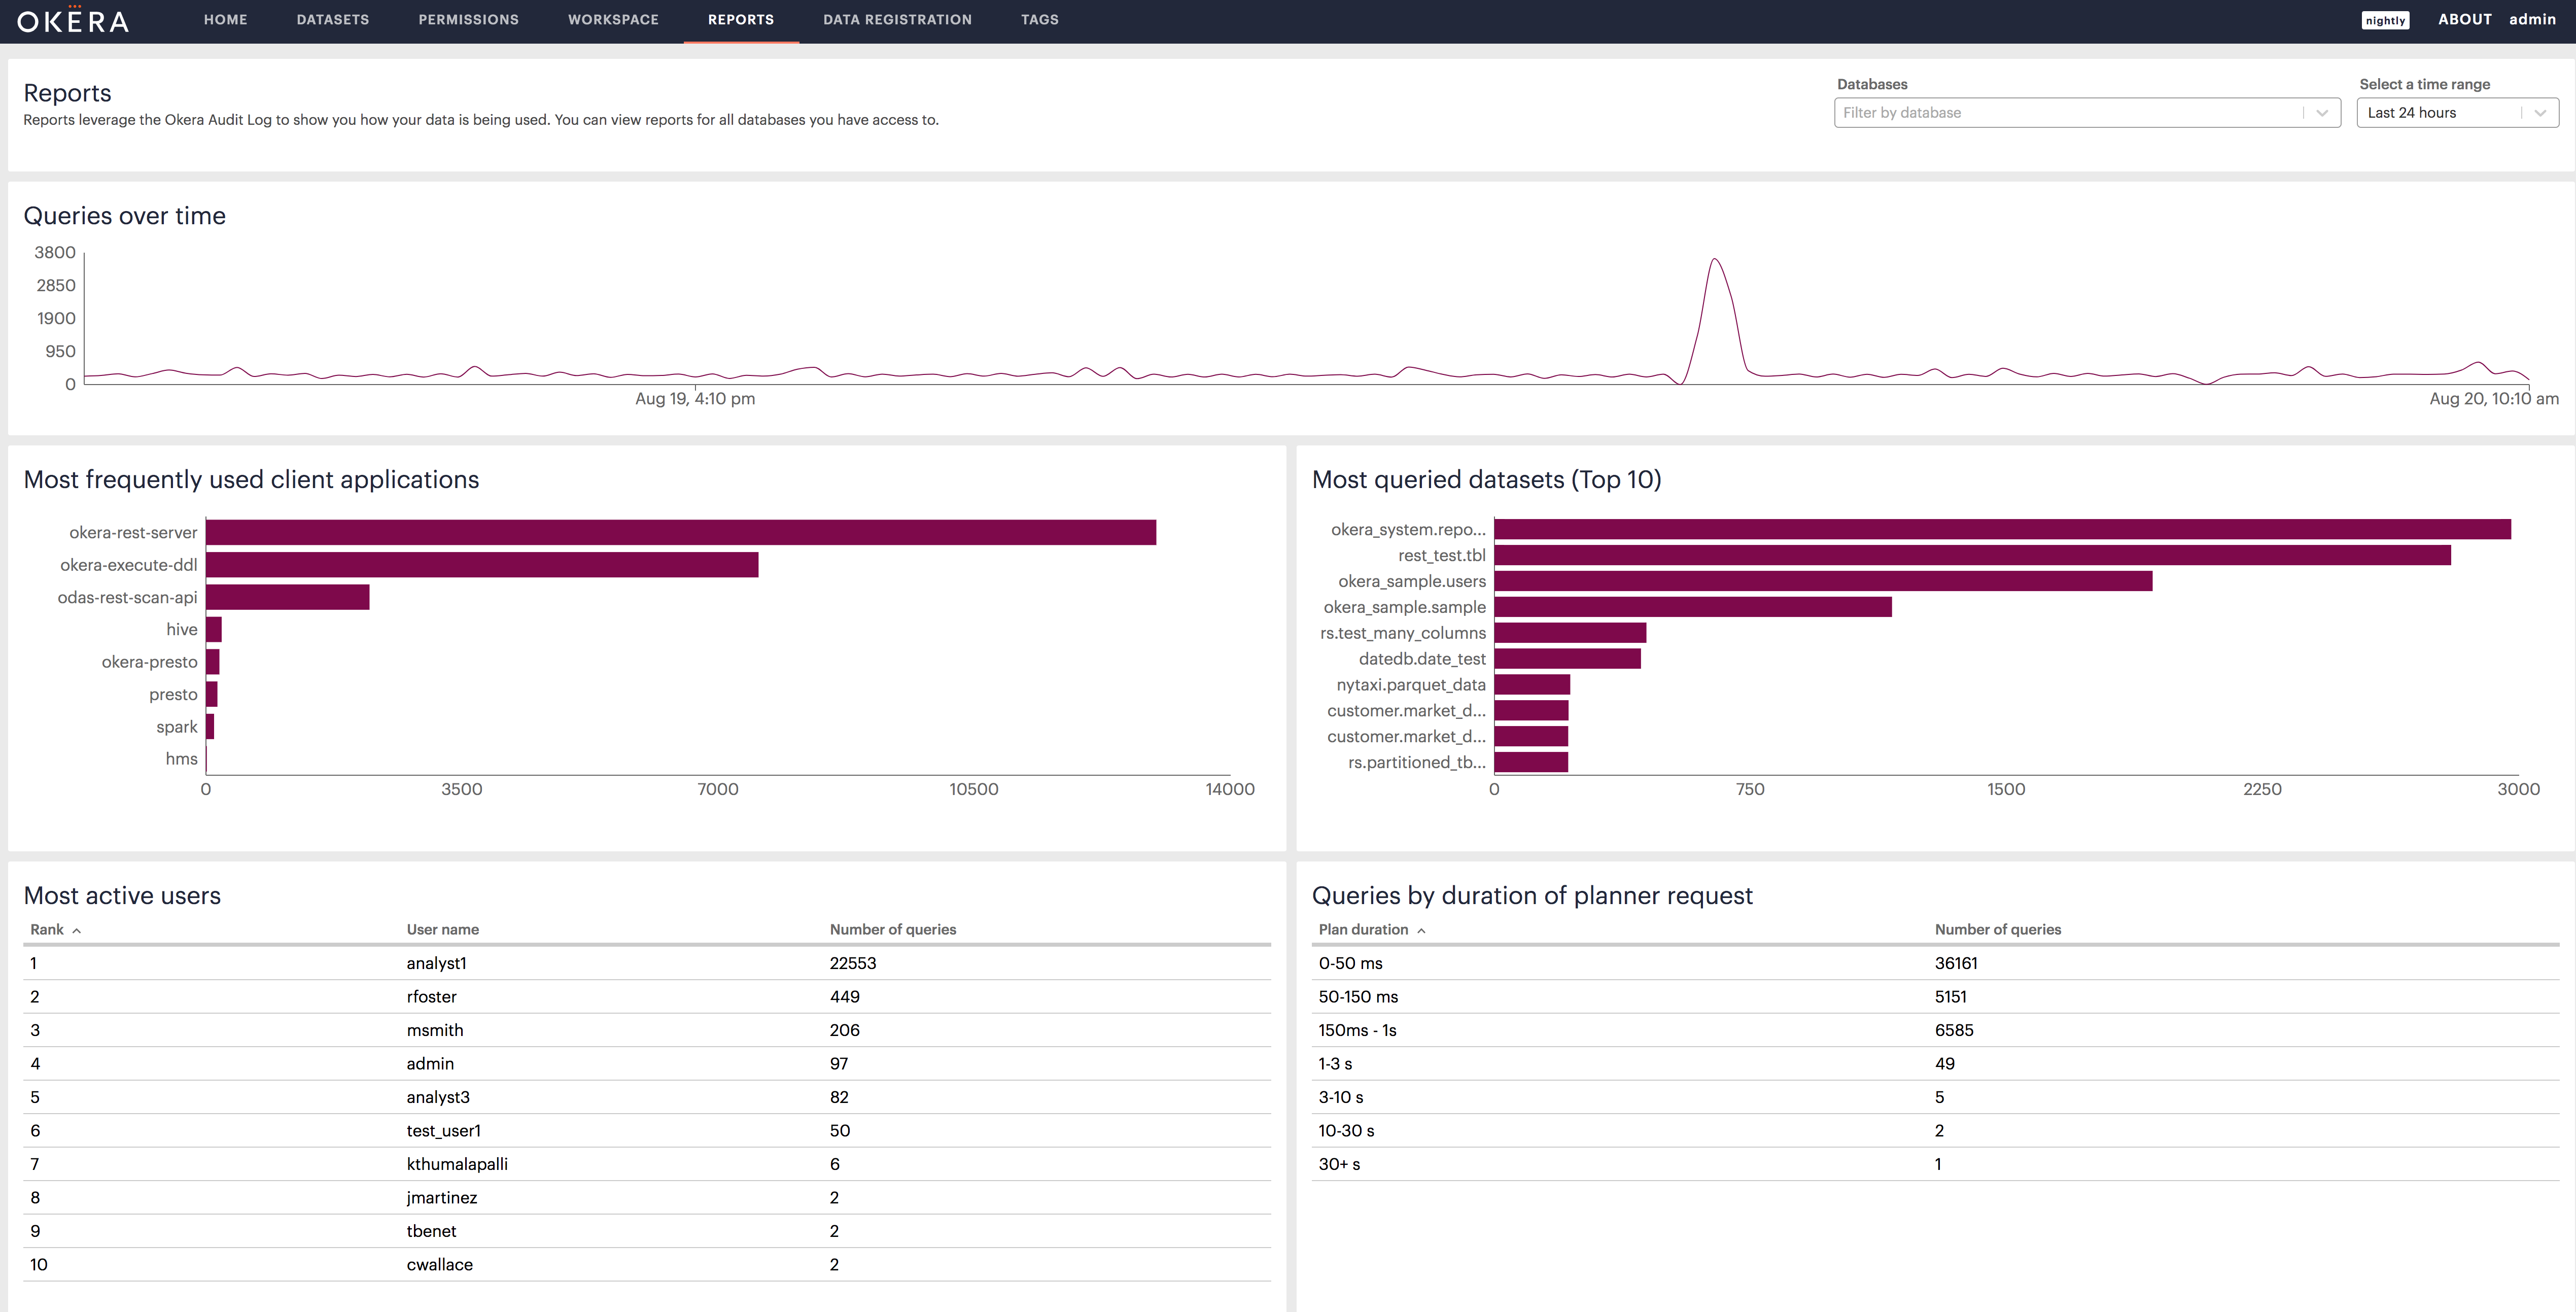 OKERA HOME DATASETS PERMISSIONS WORKSPACE REPORTS DATA REGISTRATION TAGS nightly ABOUT admin
Reports
Reports leverage the Okera Audit Log to show you how your data is being used. You can view reports for all databases you have access to.
Databases
Filter by database
Select a time range
Last 24 hours
Queries over time
3800
2850
1900
950
0
Aug 19, 4:10 pm
Aug 20, 10:10 am
Most frequently used client applications
okera-rest-server
okera-execute-ddl
odas-rest-scan-api
hive
okera-presto
presto
spark
hms
0 3500 7000 10500 14000
Most queried datasets (Top 10)
okera_system.repo...
rest_test.tbl
okera_sample.users
okera_sample.sample
rs.test_many_columns
datedb.date_test
nytaxi.parquet_data
customer.market_d...
customer.market_d...
rs.partitioned_tb...
0 750 1500 2250 3000
Most active users
Rank User name Number of queries
1 analyst1 22553
2 rfoster 449
3 msmith 206
4 admin 97
5 analyst3 82
6 test_user1 50
7 kthumalapalli 6
8 jmartinez 2
9 tbenet 2
10 cwallace 2
Queries by duration of planner request
Plan duration Number of queries
0-50 ms 36161
50-150 ms 5151
150ms - 1s 6585
1-3 s 49
3-10 s 5
10-30 s 2
30+ s 1